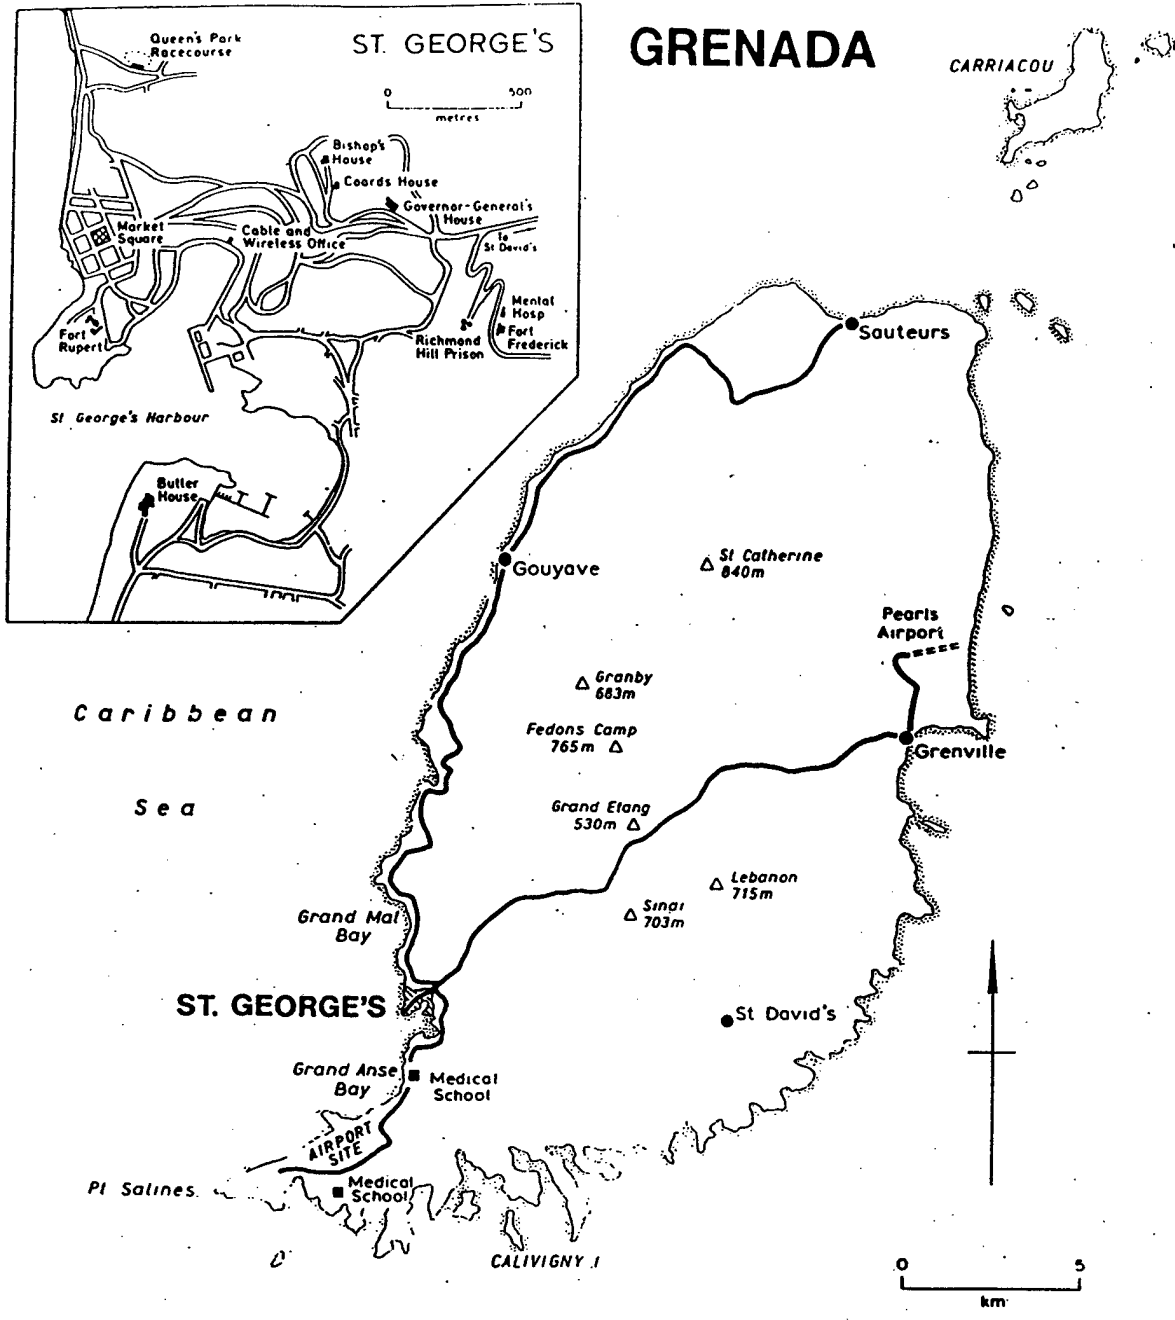 GRENADA
ST. GEORGE'S
0 500
metres
Queen's Park
Racecourse
Bishop's
House
Coards House
Governor-General's
House
Market
Square
Cable and
Wireless Office
To
St David's
Mental
Hosp
Fort
Frederick
Richmond
Hill Prison
Fort
Rupert
St George's Harbour
Butler
House
CARRIACOU
Sauteurs
Gouyave
St Catherine
840m
Pearls
Airport
Granby
683m
Fedons Camp
765m
Grenville
Caribbean
Sea
Grand Etang
530m
Lebanon
715m
Sinai
703m
Grand Mal
Bay
ST. GEORGE'S
St David's
Grand Anse
Bay
Medical
School
AIRPORT
SITE
Pt Salines
Medical
School
CALIVIGNY I
0 5
km